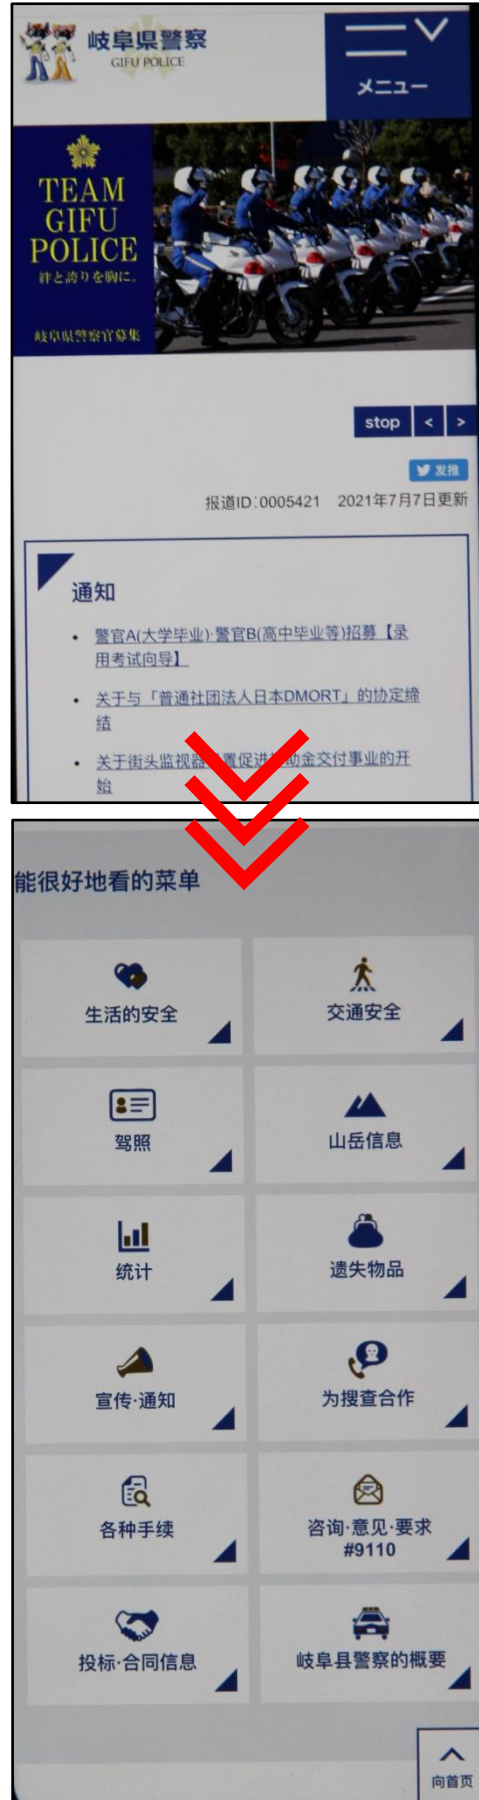 岐阜県警察
GIFU POLICE
メニュー
TEAM
GIFU
POLICE
絆と誇りを胸に。
岐阜県警察官募集
stop < >
发推
报道ID:0005421 2021年7月7日更新
通知
• 警官A(大学毕业)·警官B(高中毕业等)招募【录
用考试向导】
• 关于与「普通社团法人日本DMORT」的协定缔
结
• 关于街头监视器 置促进 助金交付事业的开
始
能很好地看的菜单
生活的安全
交通安全
驾照
山岳信息
统计
遗失物品
宣传·通知
为搜查合作
各种手续
咨询·意见·要求
#9110
投标·合同信息
岐阜县警察的概要
向首页